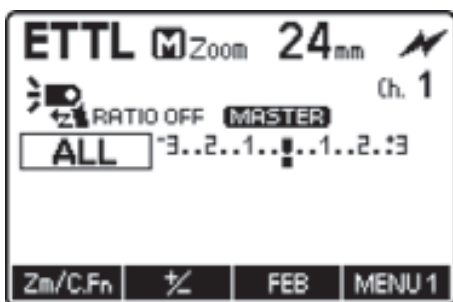 ETTL M Zoom 24mm
Ch. 1
RATIO OFF MASTER
ALL -3..2..1..0..1..2..+3
Zm/C.Fn +/- FEB MENU 1